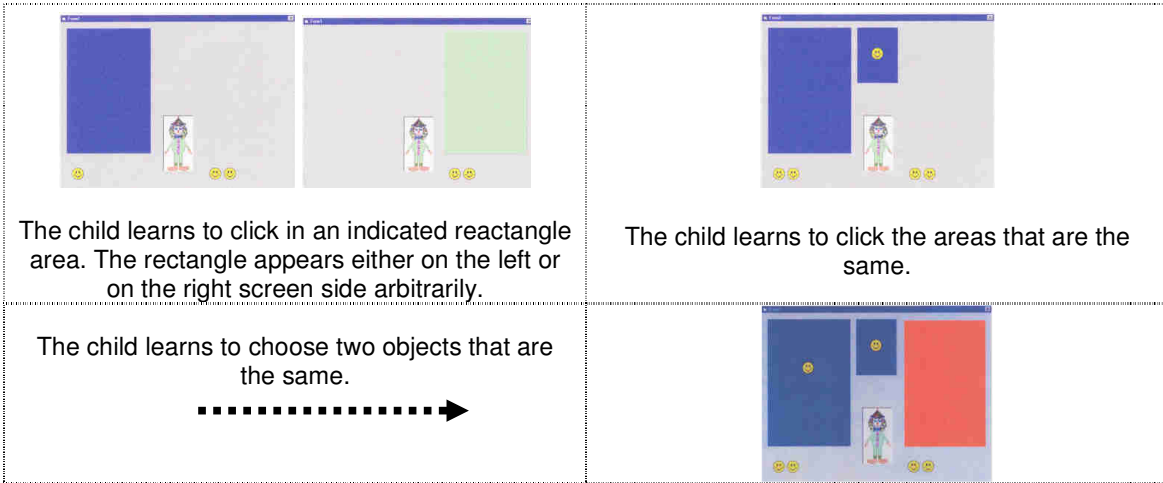 The child learns to click in an indicated reactangle
area. The rectangle appears either on the left or
on the right screen side arbitrarily.
The child learns to click the areas that are the
same.
The child learns to choose two objects that are
the same.